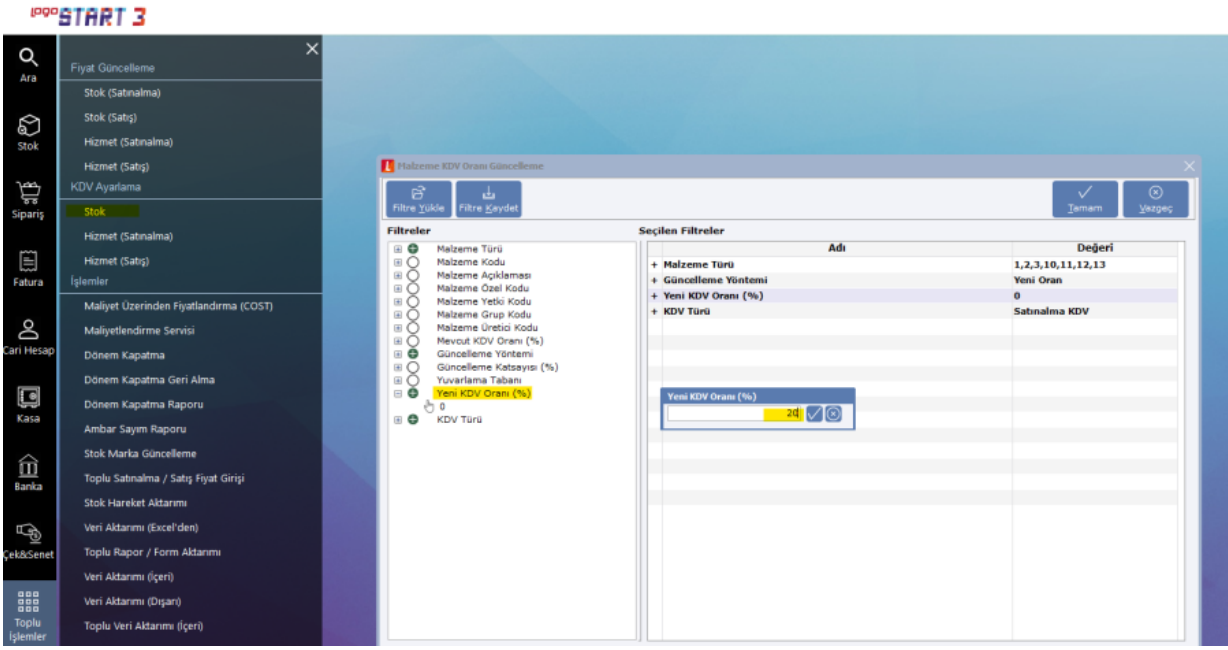 logo START 3
Ara
Stok
Sipariş
Fatura
Cari Hesap
Kasa
Banka
Çek&Senet
Toplu
İşlemler
Fiyat Güncelleme
Stok (Satınalma)
Stok (Satış)
Hizmet (Satınalma)
Hizmet (Satış)
KDV Ayarlama
Stok
Hizmet (Satınalma)
Hizmet (Satış)
İşlemler
Maliyet Üzerinden Fiyatlandırma (COST)
Maliyetlendirme Servisi
Dönem Kapatma
Dönem Kapatma Geri Alma
Dönem Kapatma Raporu
Ambar Sayım Raporu
Stok Marka Güncelleme
Toplu Satınalma / Satış Fiyat Girişi
Stok Hareket Aktarımı
Veri Aktarımı (Excel'den)
Toplu Rapor / Form Aktarımı
Veri Aktarımı (İçeri)
Veri Aktarımı (Dışarı)
Toplu Veri Aktarımı (İçeri)
Malzeme KDV Oranı Güncelleme
Filtre Yükle Filtre Kaydet Tamam Vazgeç
Filtreler
Malzeme Türü
Malzeme Kodu
Malzeme Açıklaması
Malzeme Özel Kodu
Malzeme Yetki Kodu
Malzeme Grup Kodu
Malzeme Üretici Kodu
Mevcut KDV Oranı (%)
Güncelleme Yöntemi
Güncelleme Katsayısı (%)
Yuvarlama Tabanı
Yeni KDV Oranı (%)
0
KDV Türü
Seçilen Filtreler
Adı Değeri
+ Malzeme Türü 1,2,3,10,11,12,13
+ Güncelleme Yöntemi Yeni Oran
+ Yeni KDV Oranı (%) 0
+ KDV Türü Satınalma KDV
Yeni KDV Oranı (%)
20